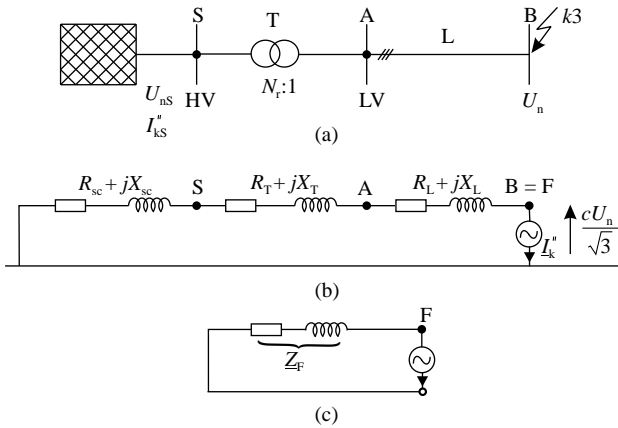 S T A L B k3
U_nS I"_kS HV N_r:1 LV U_n
(a)
R_sc + jX_sc S R_T + jX_T A R_L + jX_L B = F
I"_k cU_n/√3
(b)
F
Z_F
(c)